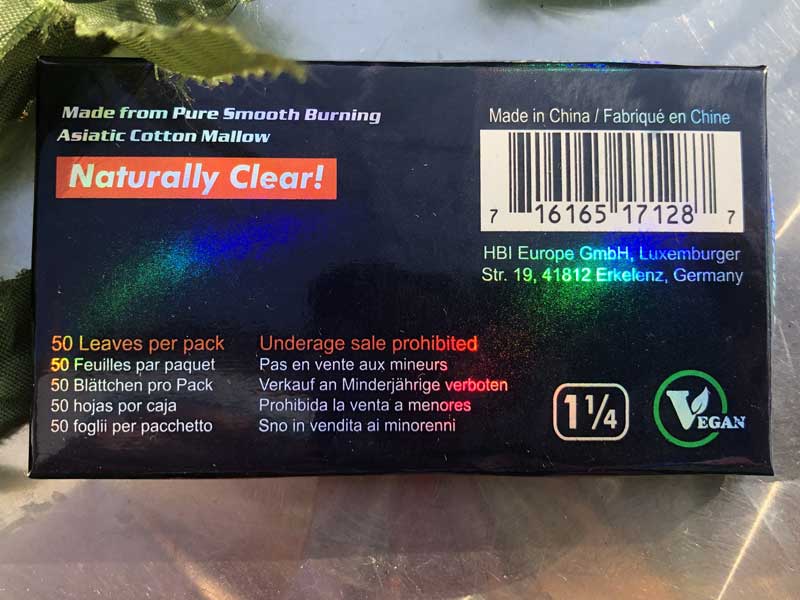 Made from Pure Smooth Burning
Asiatic Cotton Mallow
Naturally Clear!
Made in China / Fabriqué en Chine
7 16165 17128 7
HBI Europe GmbH, Luxemburger
Str. 19, 41812 Erkelenz, Germany
50 Leaves per pack
50 Feuilles par paquet
50 Blättchen pro Pack
50 hojas por caja
50 foglii per pacchetto
Underage sale prohibited
Pas en vente aux mineurs
Verkauf an Minderjährige verboten
Prohibida la venta a menores
Sno in vendita ai minorenni
1 1/4
VEGAN